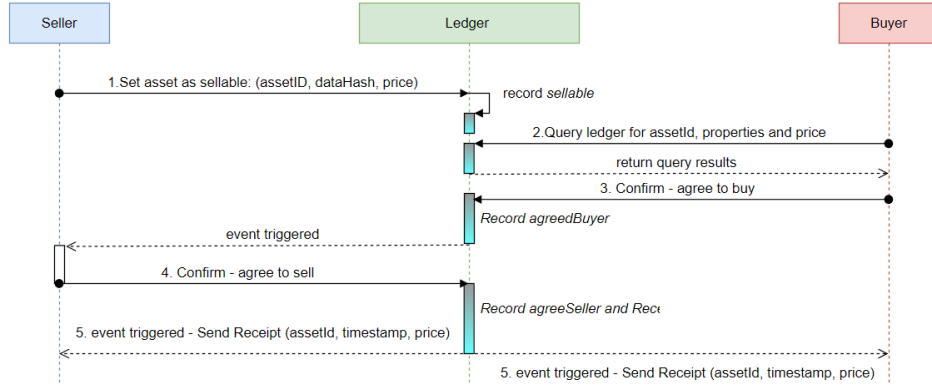 Seller
Ledger
Buyer
1.Set asset as sellable: (assetID, dataHash, price)
record sellable
2.Query ledger for assetId, properties and price
return query results
3. Confirm - agree to buy
Record agreedBuyer
event triggered
4. Confirm - agree to sell
Record agreeSeller and
5. event triggered - Send Receipt (assetId, timestamp, price)
5. event triggered - Send Receipt (assetId, timestamp, price)